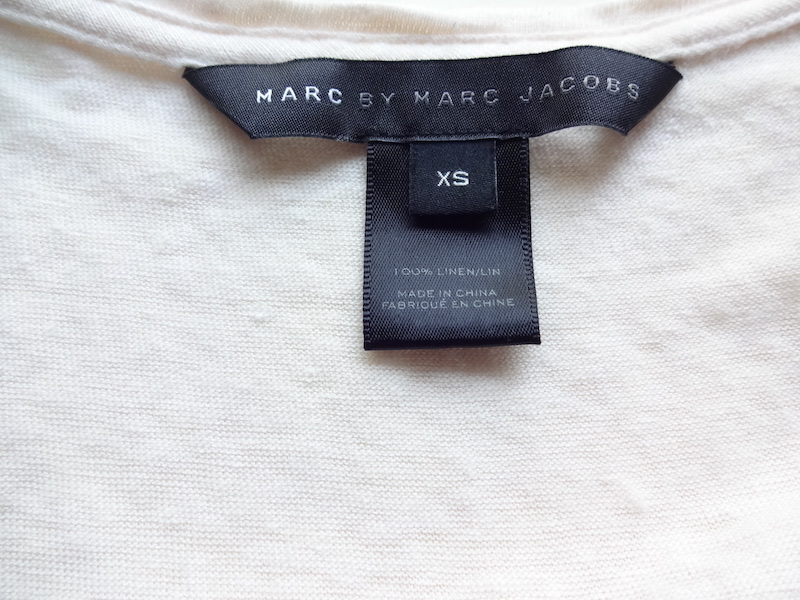 MARC BY MARC JACOBS
XS
100% LINEN/LIN
MADE IN CHINA
FABRIQUÉ EN CHINE